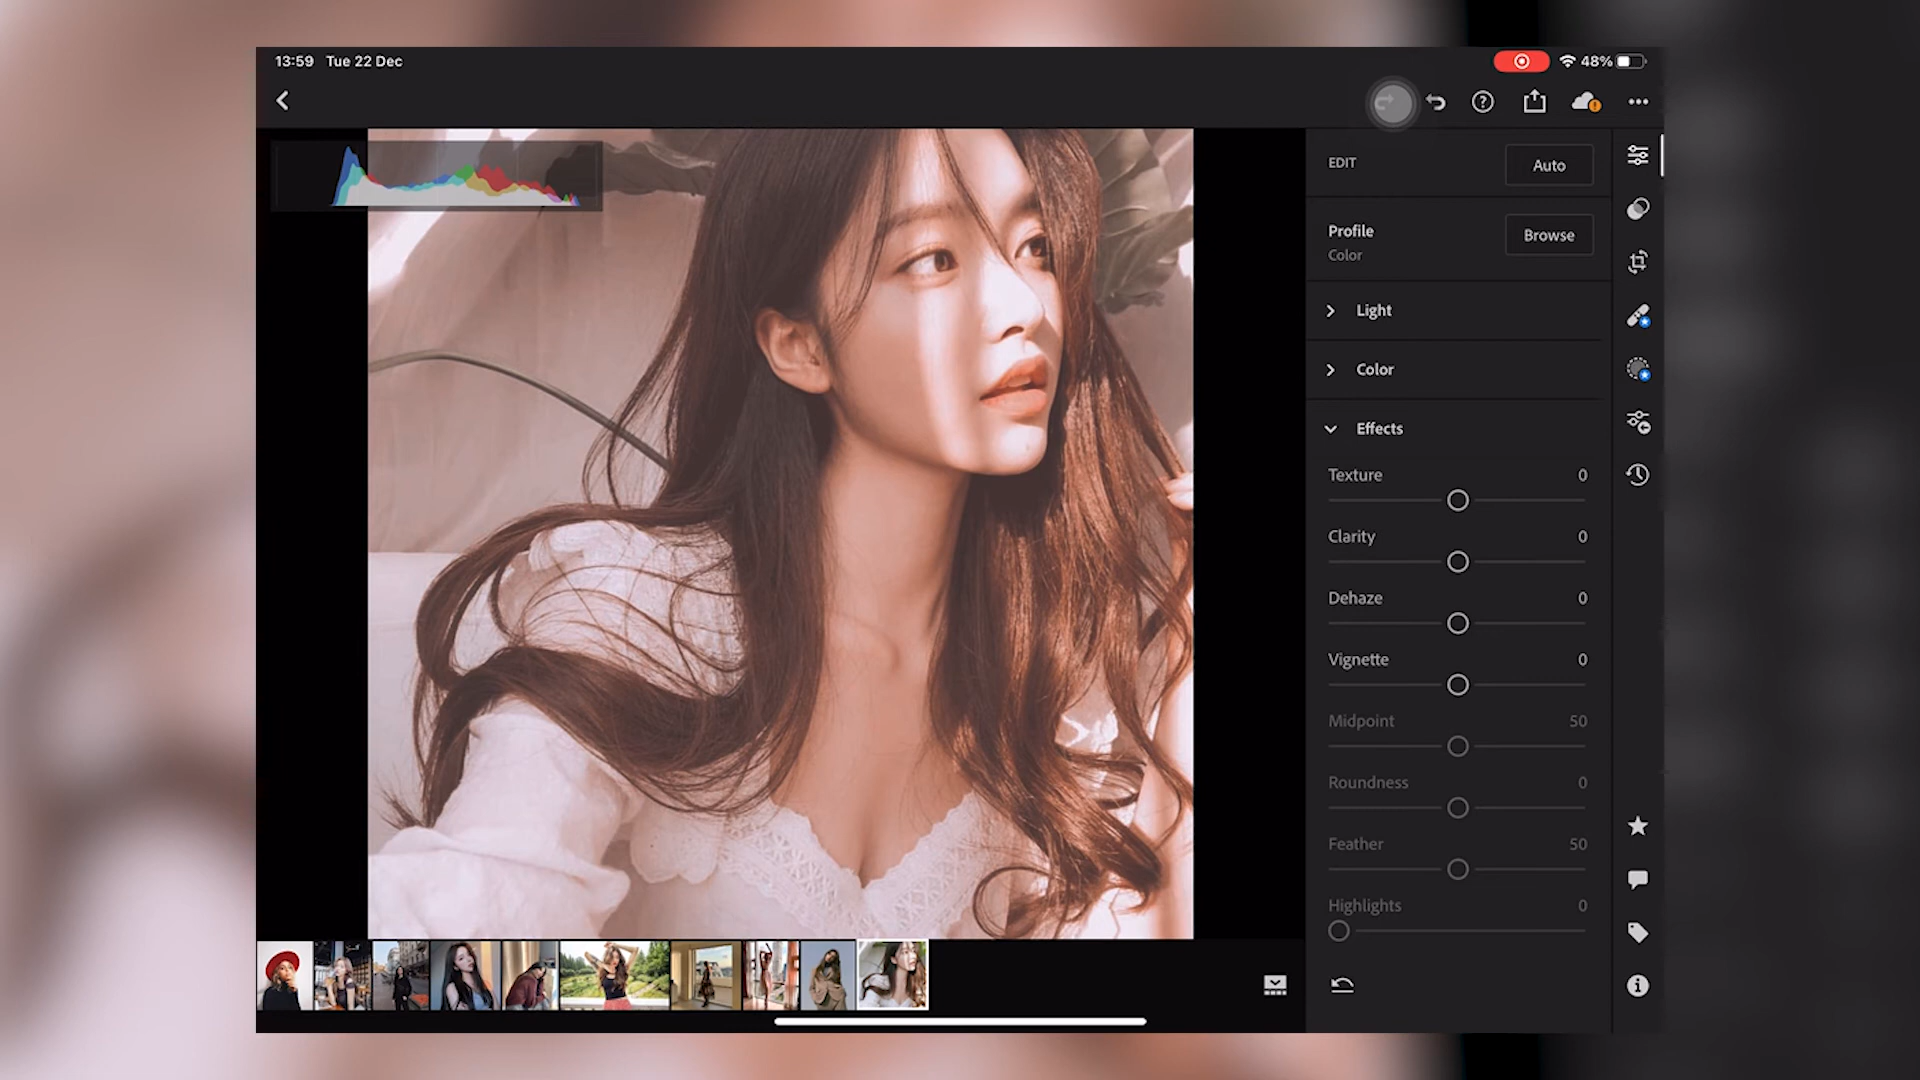 13:59 Tue 22 Dec
48%
EDIT
Auto
Profile
Color
Browse
Light
Color
Effects
Texture 0
Clarity 0
Dehaze 0
Vignette 0
Midpoint 50
Roundness 0
Feather 50
Highlights 0